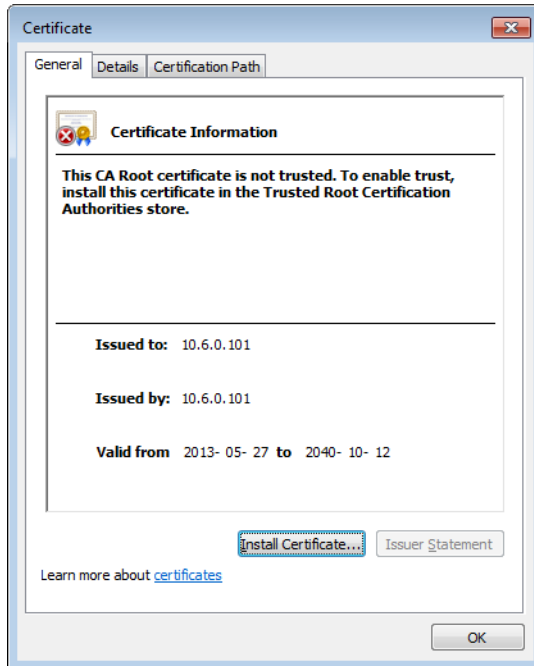 Certificate
General
Details
Certification Path
Certificate Information
This CA Root certificate is not trusted. To enable trust,
install this certificate in the Trusted Root Certification
Authorities store.
Issued to: 10.6.0.101
Issued by: 10.6.0.101
Valid from 2013- 05- 27 to 2040- 10- 12
Install Certificate...
Issuer Statement
Learn more about certificates
OK